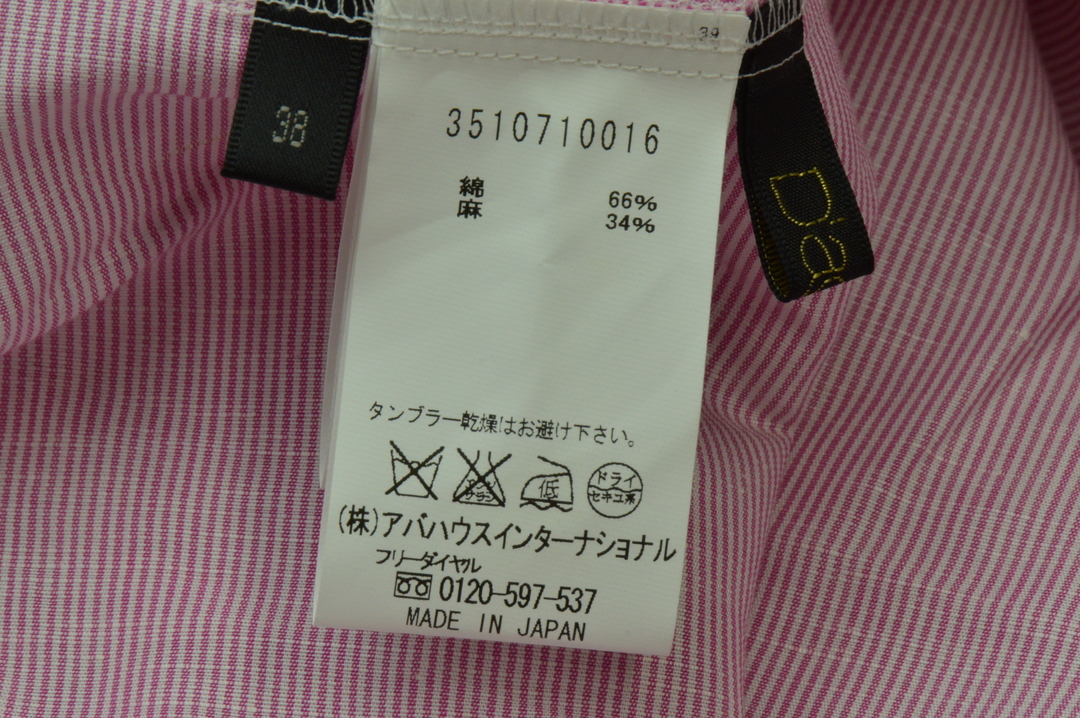 39
38
3510710016
綿 66%
麻 34%
タンブラー乾燥はお避け下さい。
低
ドライ
セキユ系
(株)アバハウスインターナショナル
フリーダイヤル
0120-597-537
MADE IN JAPAN